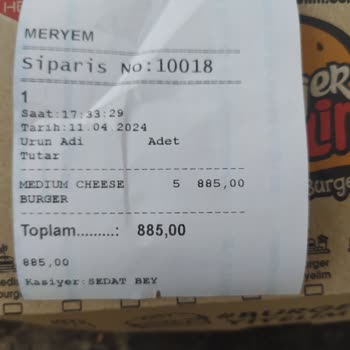 MERYEM
Siparis No:10018
1
Saat:17:33:29
Tarih:11.04.2024
Urun Adi Adet
Tutar
MEDIUM CHEESE 5 885,00
BURGER
Toplam.........: 885,00
885,00
Kasiyer:SEDAT BEY